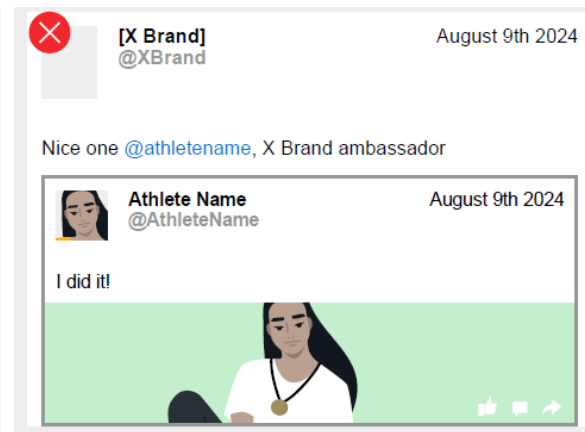 [X Brand] August 9th 2024
@XBrand
Nice one @athletename, X Brand ambassador
Athlete Name August 9th 2024
@AthleteName
I did it!